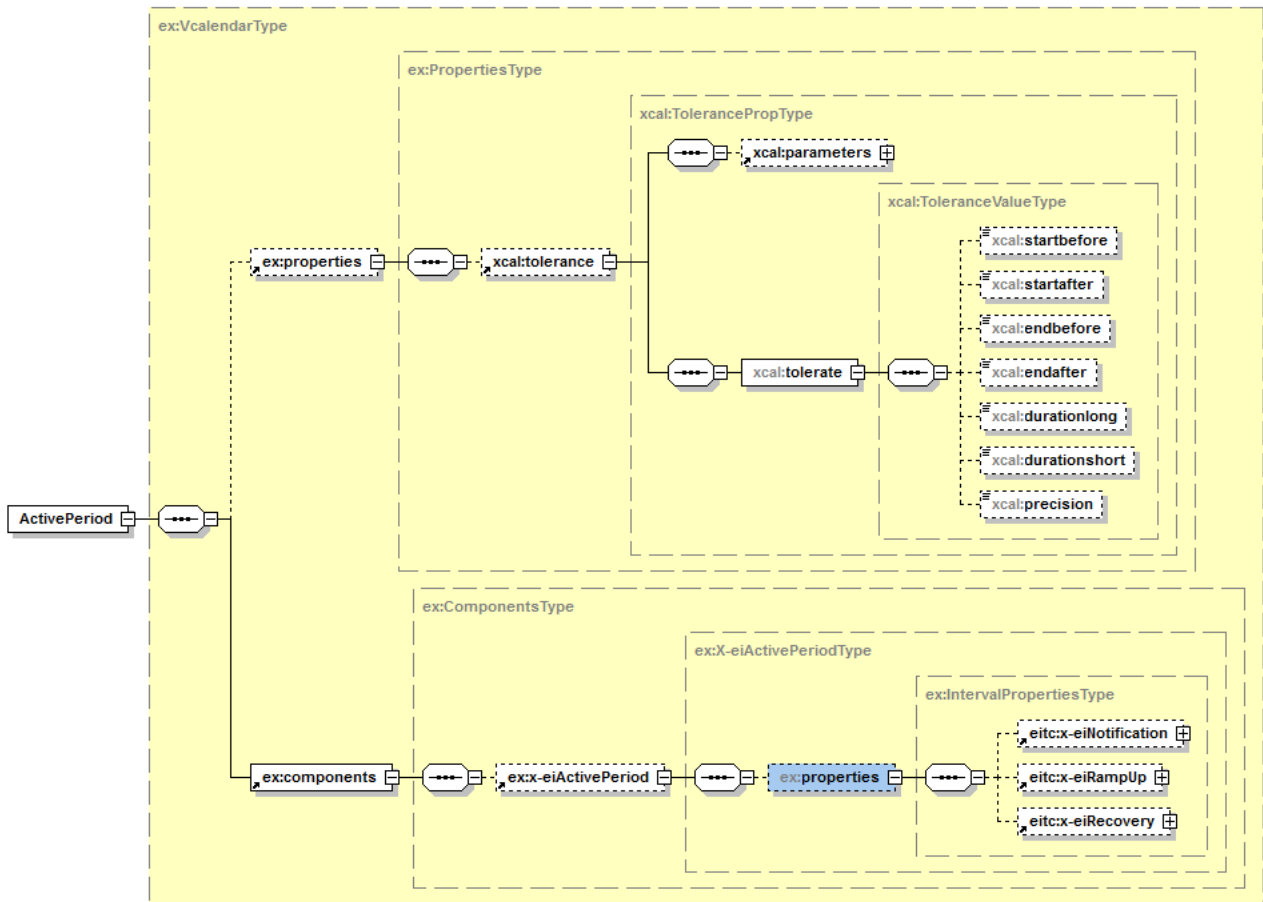 ex:VcalendarType
ex:PropertiesType
xcal:TolerancePropType
xcal:parameters
xcal:ToleranceValueType
xcal:startbefore
ex:properties
xcal:tolerance
xcal:startafter
xcal:endbefore
xcal:tolerate
xcal:endafter
xcal:durationlong
xcal:durationshort
xcal:precision
ActivePeriod
ex:ComponentsType
ex:X-eiActivePeriodType
ex:IntervalPropertiesType
eitc:x-eiNotification
ex:components
ex:x-eiActivePeriod
ex:properties
eitc:x-eiRampUp
eitc:x-eiRecovery